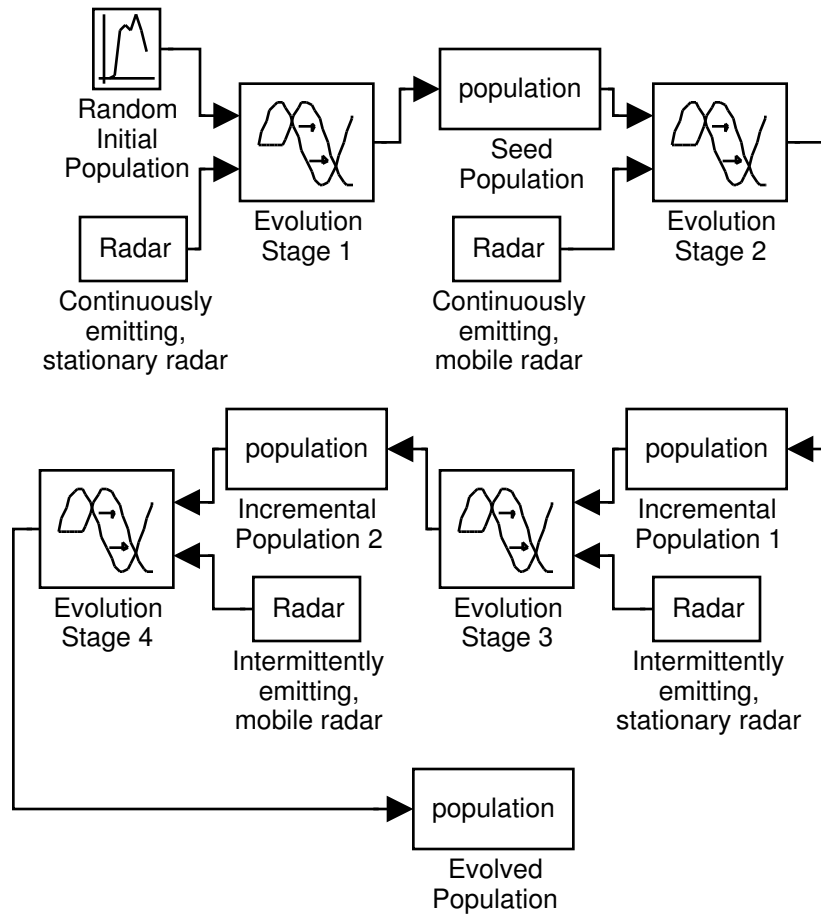 Random
Initial
Population
Radar
Continuously
emitting,
stationary radar
Evolution
Stage 1
population
Seed
Population
Radar
Continuously
emitting,
mobile radar
Evolution
Stage 2
population
Incremental
Population 1
Radar
Intermittently
emitting,
stationary radar
Evolution
Stage 3
population
Incremental
Population 2
Radar
Intermittently
emitting,
mobile radar
Evolution
Stage 4
population
Evolved
Population